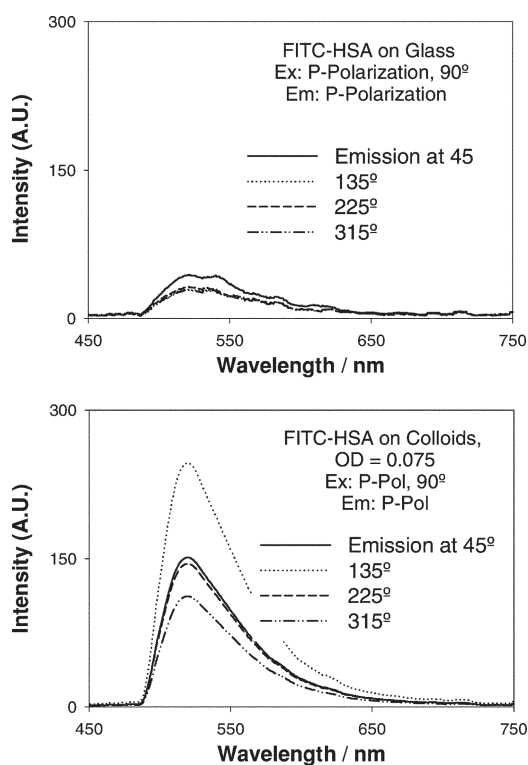 300
FITC-HSA on Glass
Ex: P-Polarization, 90º
Em: P-Polarization
Intensity (A.U.)
150
Emission at 45
135º
225º
315º
0
450 550 650 750
Wavelength / nm
300
FITC-HSA on Colloids,
OD = 0.075
Ex: P-Pol, 90º
Em: P-Pol
Intensity (A.U.)
150
Emission at 45º
135º
225º
315º
0
450 550 650 750
Wavelength / nm